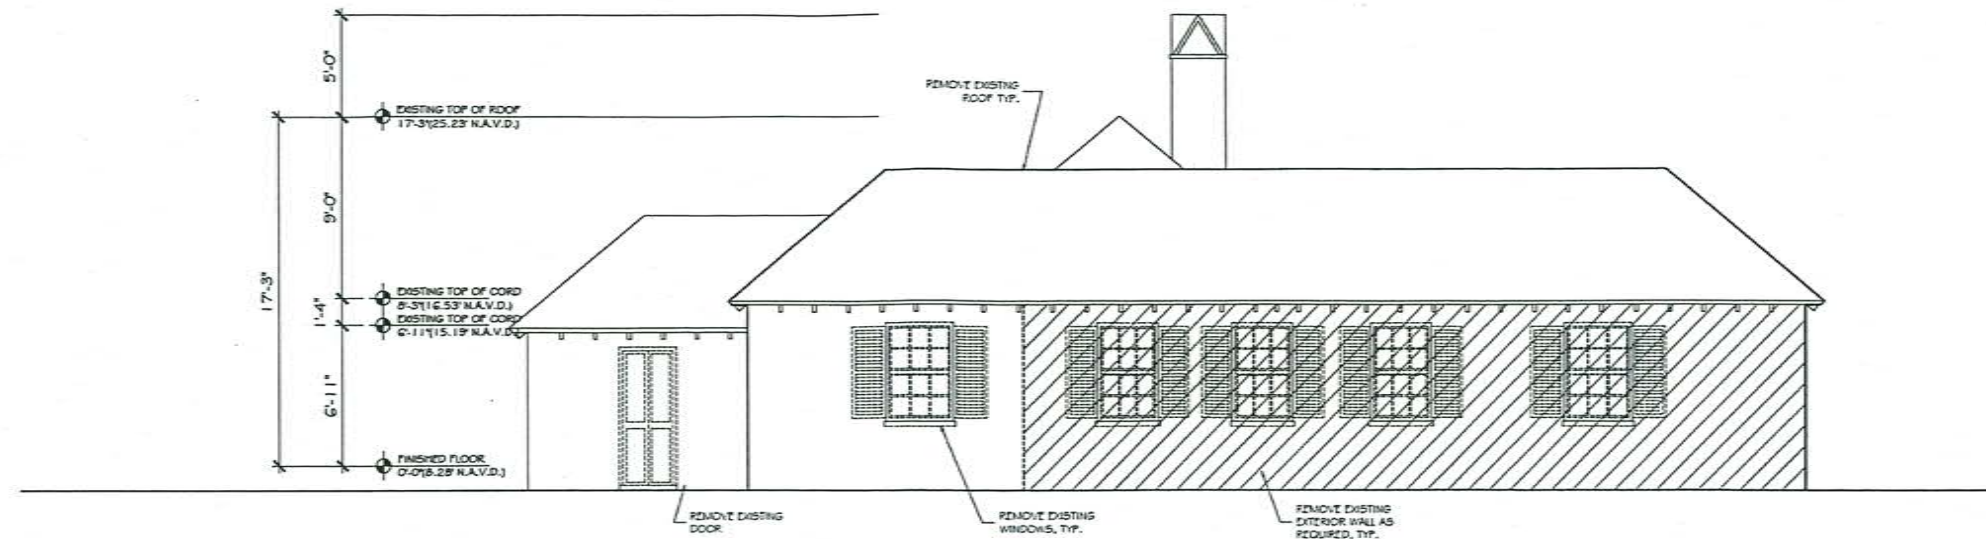 5'-0"
EXISTING TOP OF ROOF
17'-3"(25.23' N.A.V.D.)
REMOVE EXISTING
ROOF TYP.
9'-0"
17'-3"
EXISTING TOP OF CORD
8'-3"(16.53' N.A.V.D.)
1'-4"
EXISTING TOP OF CORD
6'-11"(15.19' N.A.V.D.)
6'-11"
FINISHED FLOOR
0'-0"(8.28' N.A.V.D.)
REMOVE EXISTING
DOOR
REMOVE EXISTING
WINDOWS, TYP.
REMOVE EXISTING
EXTERIOR WALL AS
REQUIRED, TYP.